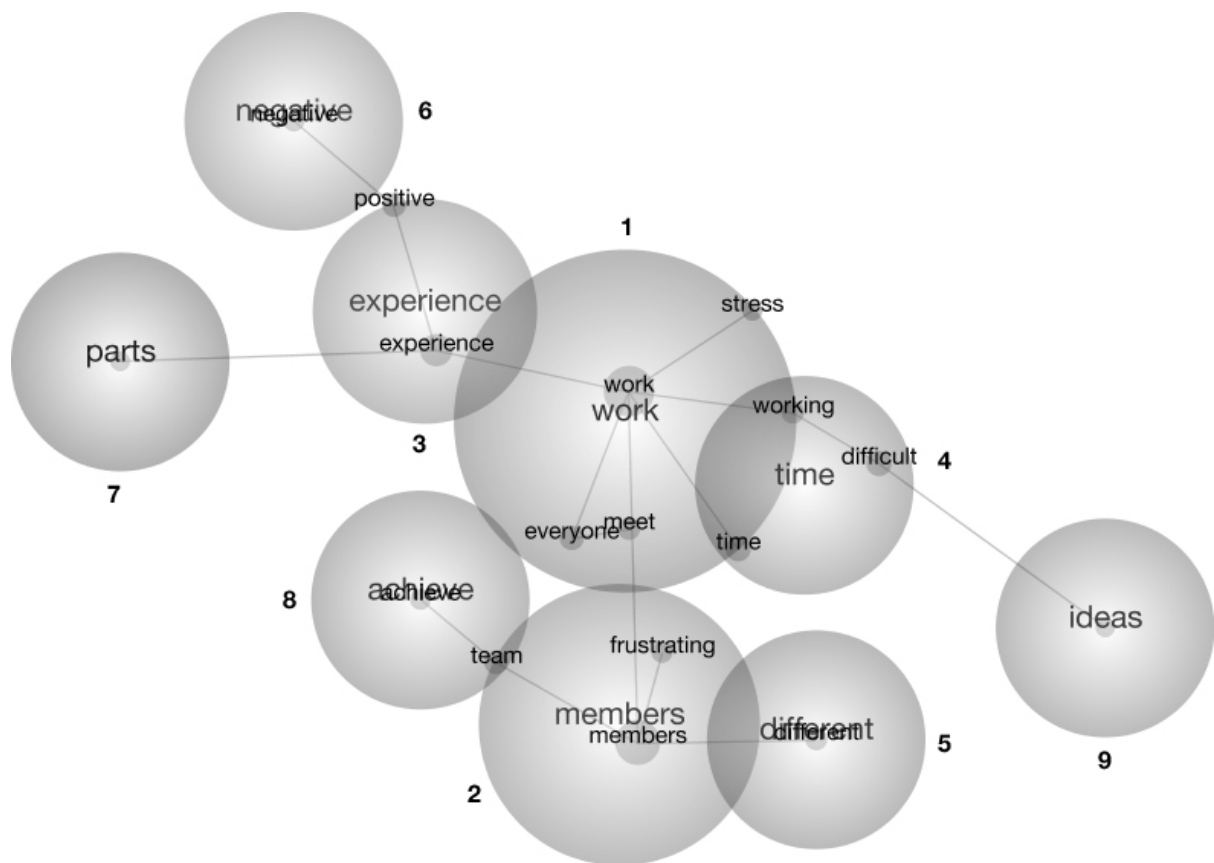 negative
negative
6
positive
1
experience
experience
stress
parts
work
work
working
3
difficult
4
time
7
everyone
meet
time
achieve
achieve
8
ideas
team
frustrating
members
members
different
different
5
9
2